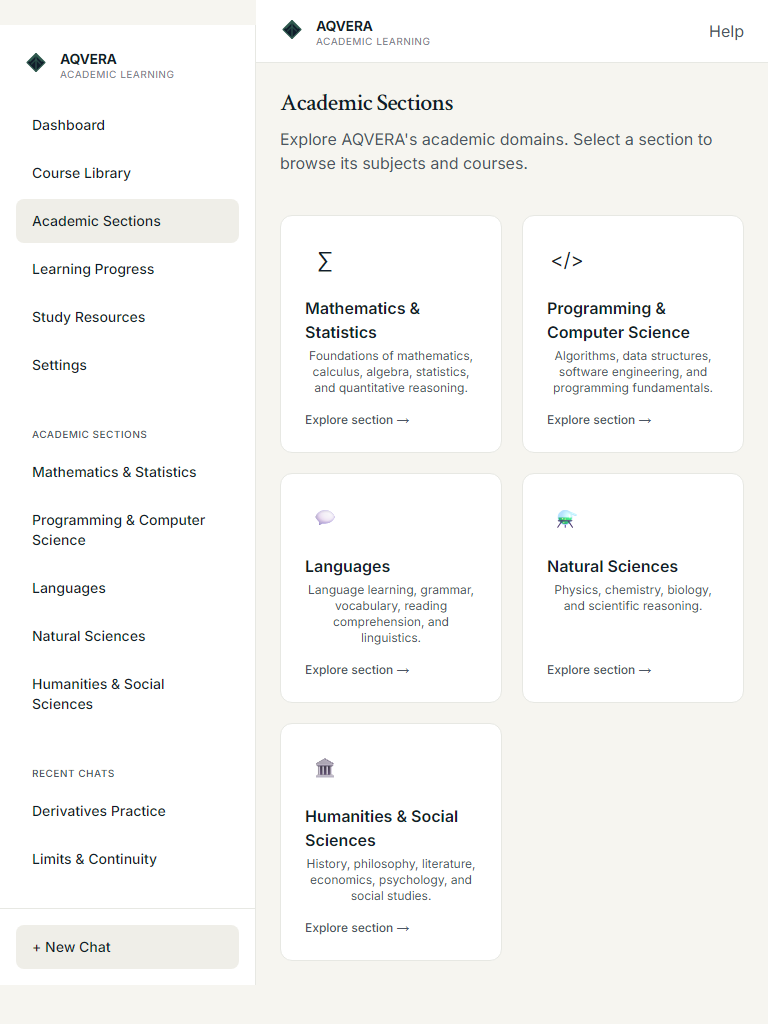 AQVERA
ACADEMIC LEARNING
Dashboard
Course Library
Academic Sections
Learning Progress
Study Resources
Settings
ACADEMIC SECTIONS
Mathematics & Statistics
Programming & Computer
Science
Languages
Natural Sciences
Humanities & Social
Sciences
RECENT CHATS
Derivatives Practice
Limits & Continuity
+ New Chat
AQVERA
ACADEMIC LEARNING
Help
Academic Sections
Explore AQVERA's academic domains. Select a section to
browse its subjects and courses.
∑
Mathematics &
Statistics
Foundations of mathematics,
calculus, algebra, statistics,
and quantitative reasoning.
Explore section →
</>
Programming &
Computer Science
Algorithms, data structures,
software engineering, and
programming fundamentals.
Explore section →
Languages
Language learning, grammar,
vocabulary, reading
comprehension, and
linguistics.
Explore section →
Natural Sciences
Physics, chemistry, biology,
and scientific reasoning.
Explore section →
Humanities & Social
Sciences
History, philosophy, literature,
economics, psychology, and
social studies.
Explore section →